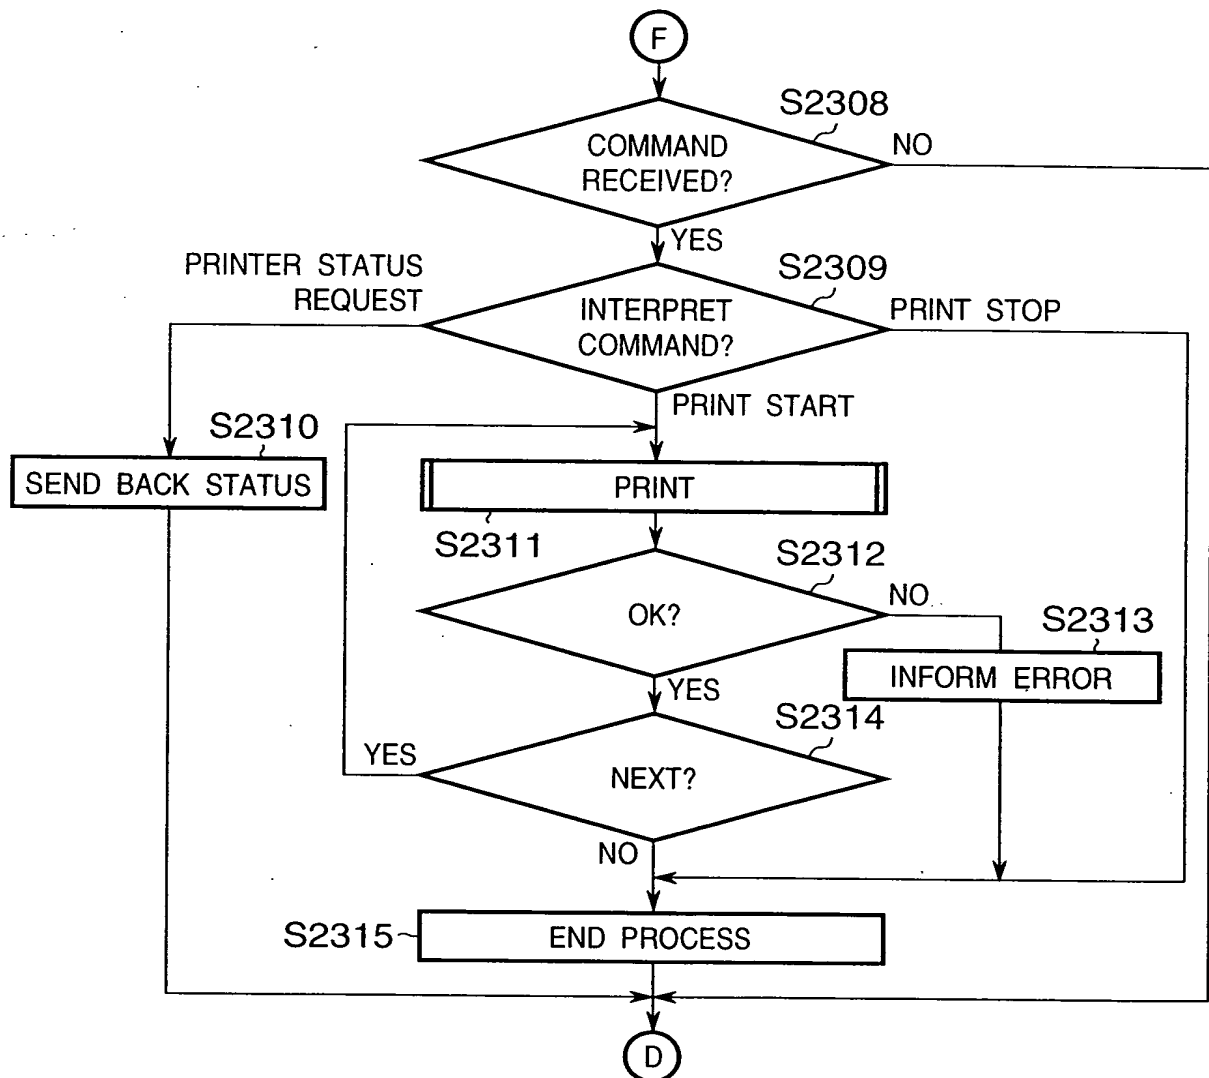 F
S2308
COMMAND
RECEIVED?
NO
YES
PRINTER STATUS
REQUEST
S2309
INTERPRET
COMMAND?
PRINT STOP
PRINT START
S2310
SEND BACK STATUS
PRINT
S2311
S2312
OK?
NO
S2313
INFORM ERROR
YES
S2314
YES
NEXT?
NO
S2315
END PROCESS
D